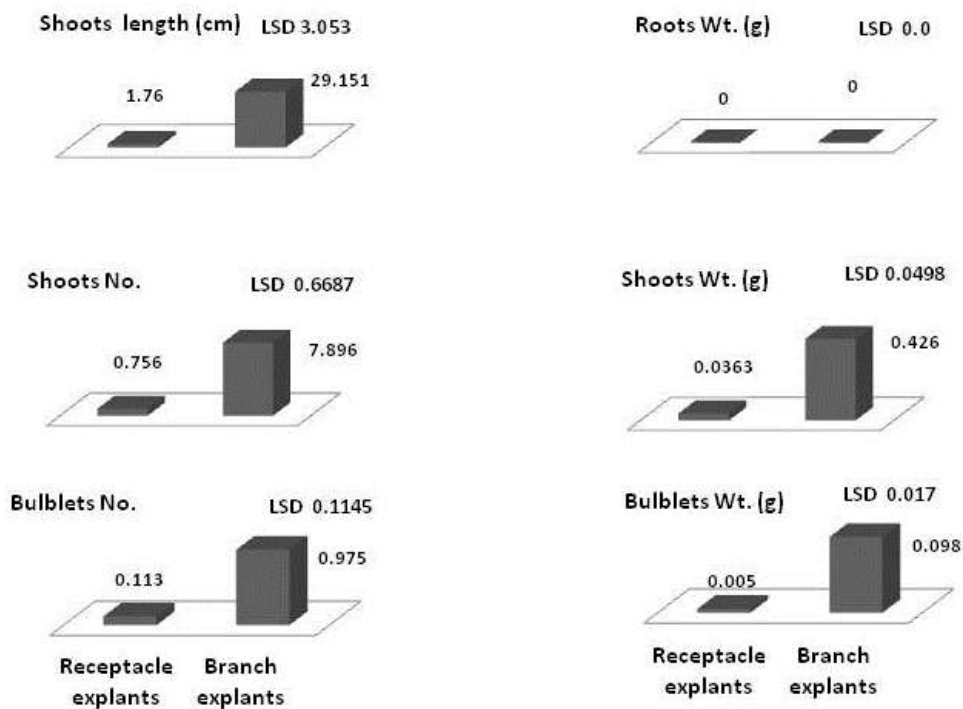 Shoots length (cm) LSD 3.053
1.76
29.151
Roots Wt. (g) LSD 0.0
0
0
Shoots No. LSD 0.6687
0.756
7.896
Shoots Wt. (g) LSD 0.0498
0.0363
0.426
Bulblets No. LSD 0.1145
0.113
0.975
Bulblets Wt. (g) LSD 0.017
0.005
0.098
Receptacle Branch
explants explants
Receptacle Branch
explants explants